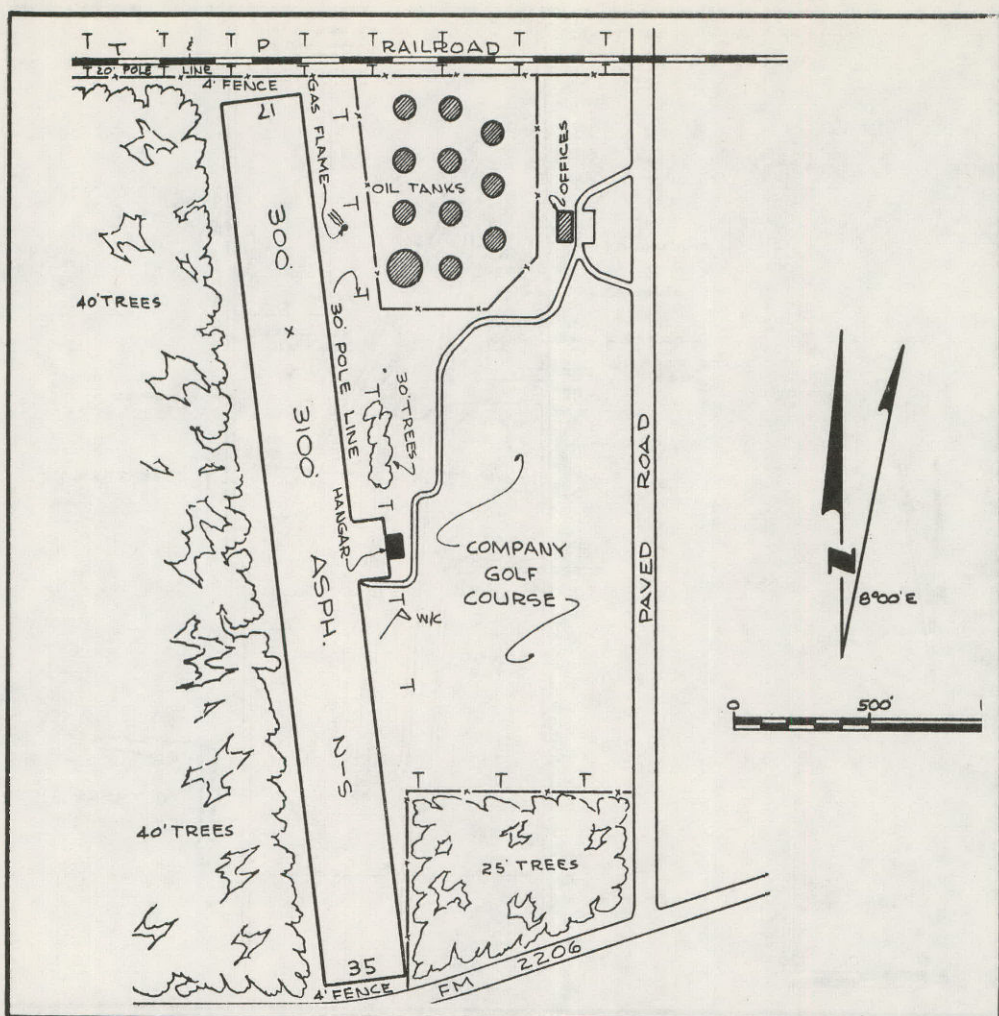 T T T T P T T T T T
RAILROAD
T 20' POLE LINE T T T T T
4' FENCE
17
GAS FLAME
T
OIL TANKS
OFFICES
T
300'
x
3100'
ASPH.
N-S
T
30' POLE LINE
40' TREES
T
30' TREES
T
HANGAR
COMPANY
GOLF
COURSE
PAVED ROAD
N
8°00' E
T
W/C
T
0 500'
T T T
40' TREES
25' TREES
35
4' FENCE
FM 2206